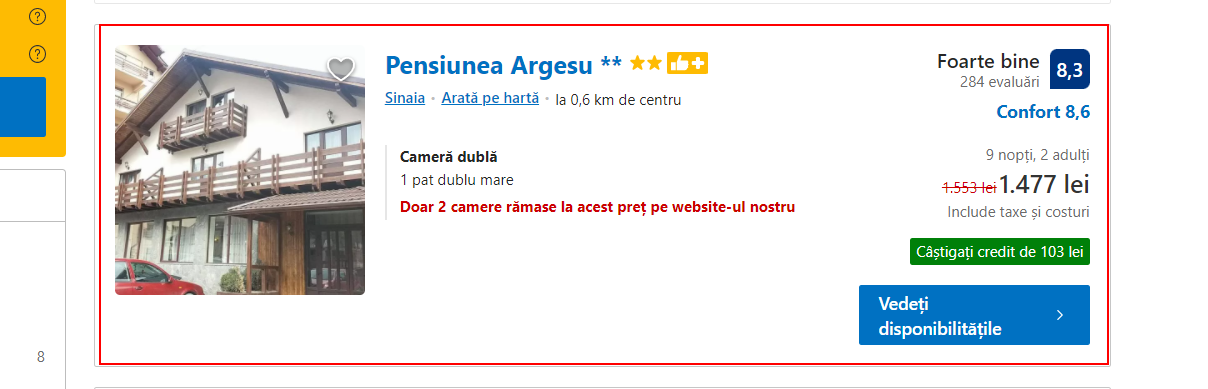 Pensiunea Argesu **
Sinaia · Arată pe hartă · la 0,6 km de centru
Cameră dublă
1 pat dublu mare
Doar 2 camere rămase la acest preț pe website-ul nostru
Foarte bine 8,3
284 evaluări
Confort 8,6
9 nopți, 2 adulți
1.553 lei 1.477 lei
Include taxe și costuri
Câștigați credit de 103 lei
Vedeți
disponibilitățile
?
?
8